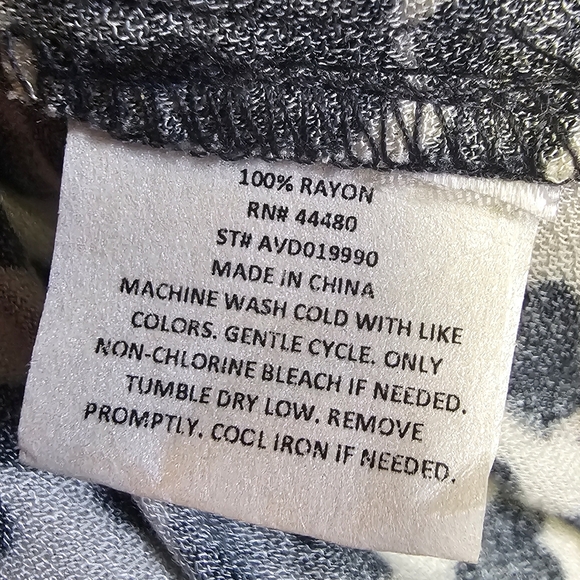 100% RAYON
RN# 44480
ST# AVD019990
MADE IN CHINA
MACHINE WASH COLD WITH LIKE
COLORS. GENTLE CYCLE. ONLY
NON-CHLORINE BLEACH IF NEEDED.
TUMBLE DRY LOW. REMOVE
PROMPTLY. COOL IRON IF NEEDED.